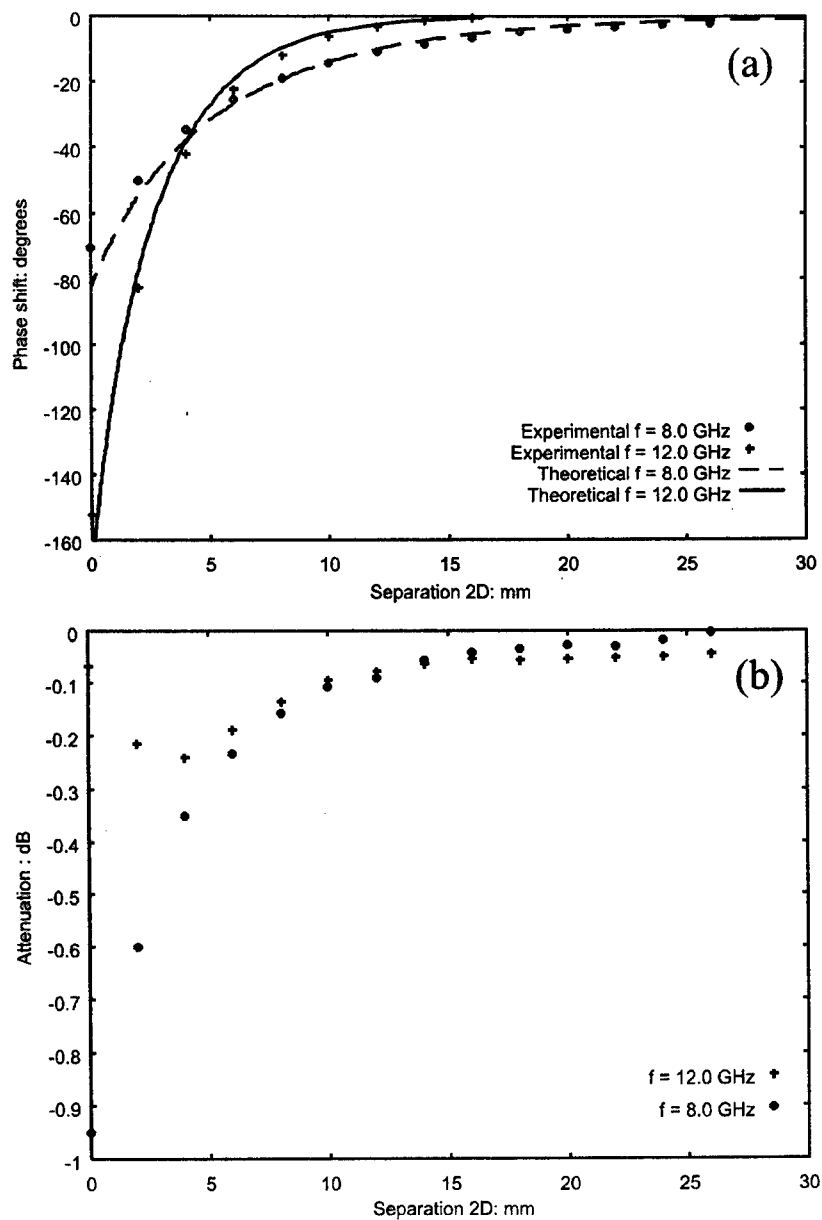 0
-20
-40
-60
-80
-100
-120
-140
-160
Phase shift: degrees
(a)
Experimental f = 8.0 GHz
Experimental f = 12.0 GHz
Theoretical f = 8.0 GHz
Theoretical f = 12.0 GHz
0 5 10 15 20 25 30
Separation 2D: mm
0
-0.1
-0.2
-0.3
-0.4
-0.5
-0.6
-0.7
-0.8
-0.9
-1
Attenuation : dB
(b)
f = 12.0 GHz
f = 8.0 GHz
0 5 10 15 20 25 30
Separation 2D: mm